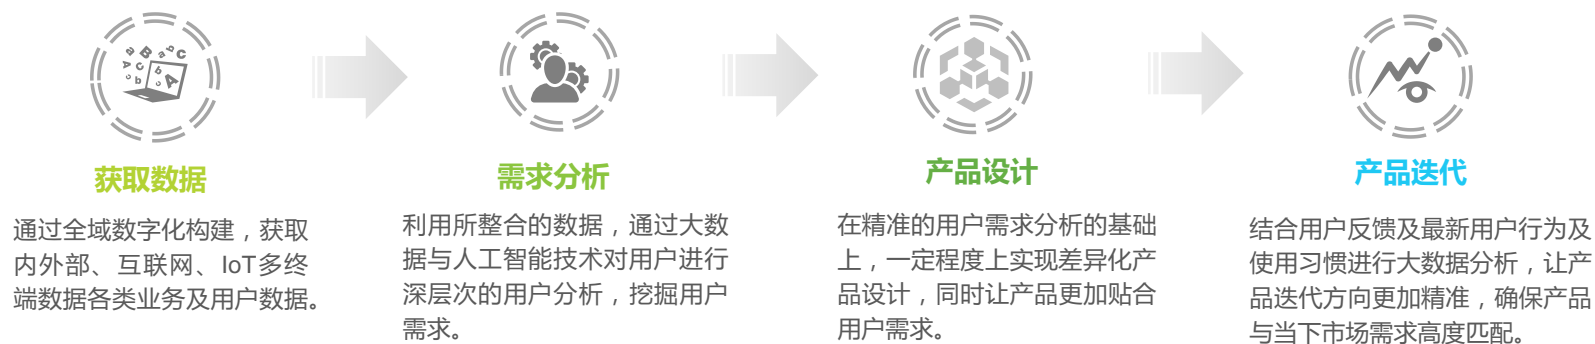 获取数据
通过全域数字化构建，获取
内外部、互联网、IoT多终
端数据各类业务及用户数据。
需求分析
利用所整合的数据，通过大数
据与人工智能技术对用户进行
深层次的用户分析，挖掘用户
需求。
产品设计
在精准的用户需求分析的基础
上，一定程度上实现差异化产
品设计，同时让产品更加贴合
用户需求。
产品迭代
结合用户反馈及最新用户行为及
使用习惯进行大数据分析，让产
品迭代方向更加精准，确保产品
与当下市场需求高度匹配。